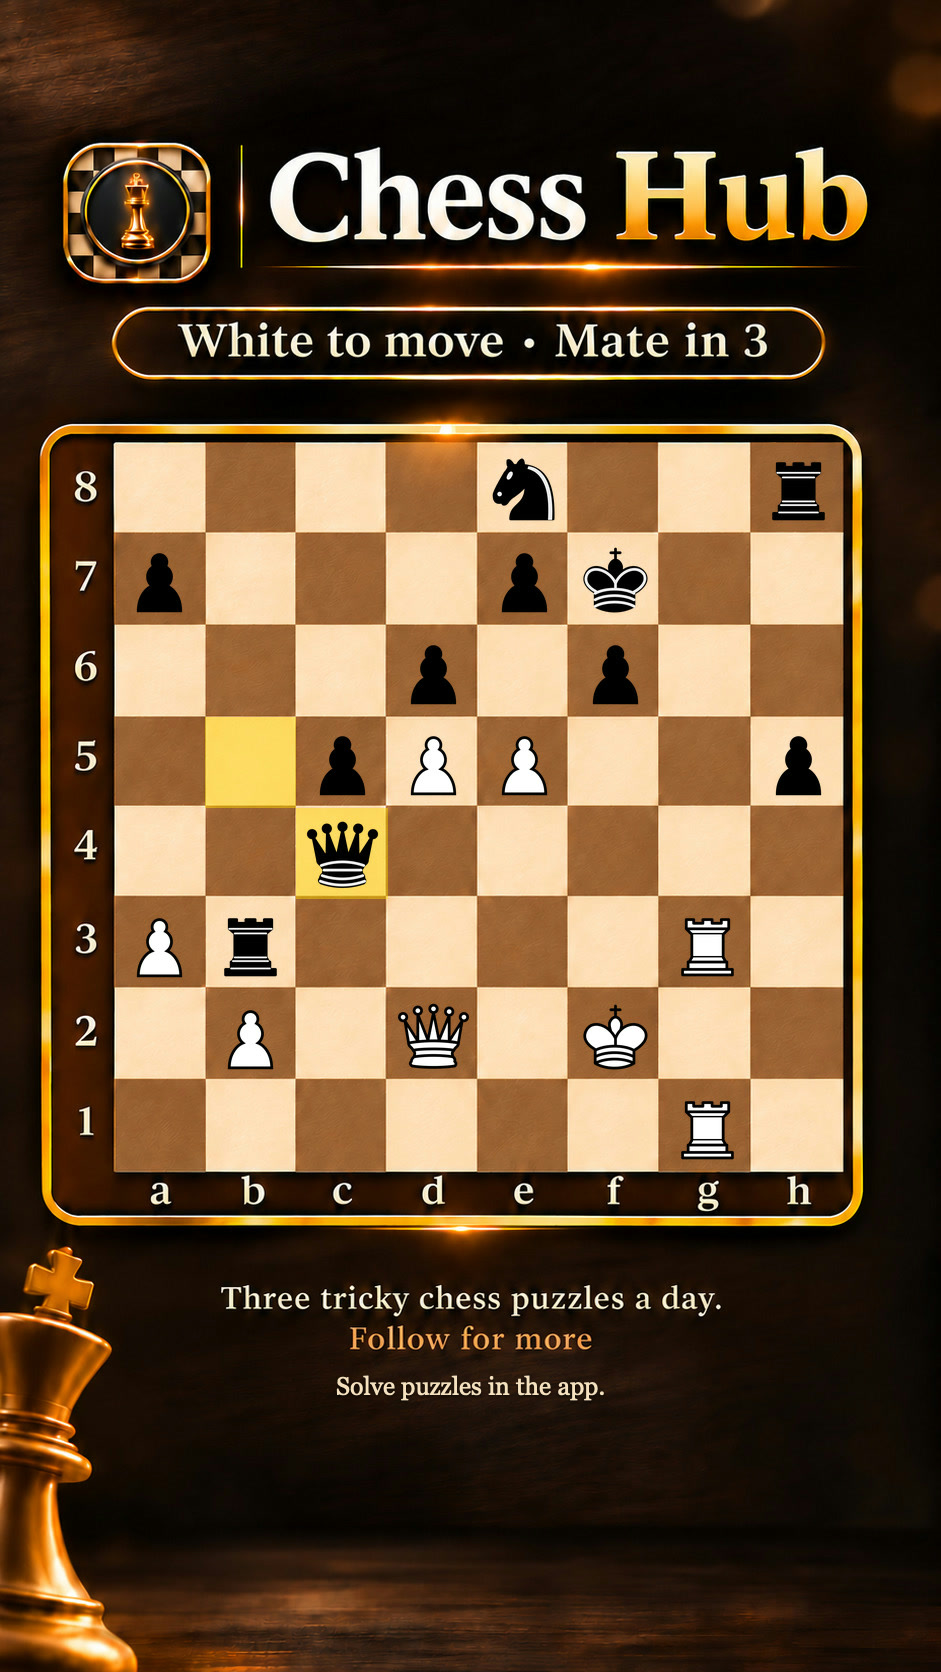 Chess Hub
White to move • Mate in 3
8
7
6
5
4
3
2
1
a b c d e f g h
Three tricky chess puzzles a day.
Follow for more
Solve puzzles in the app.